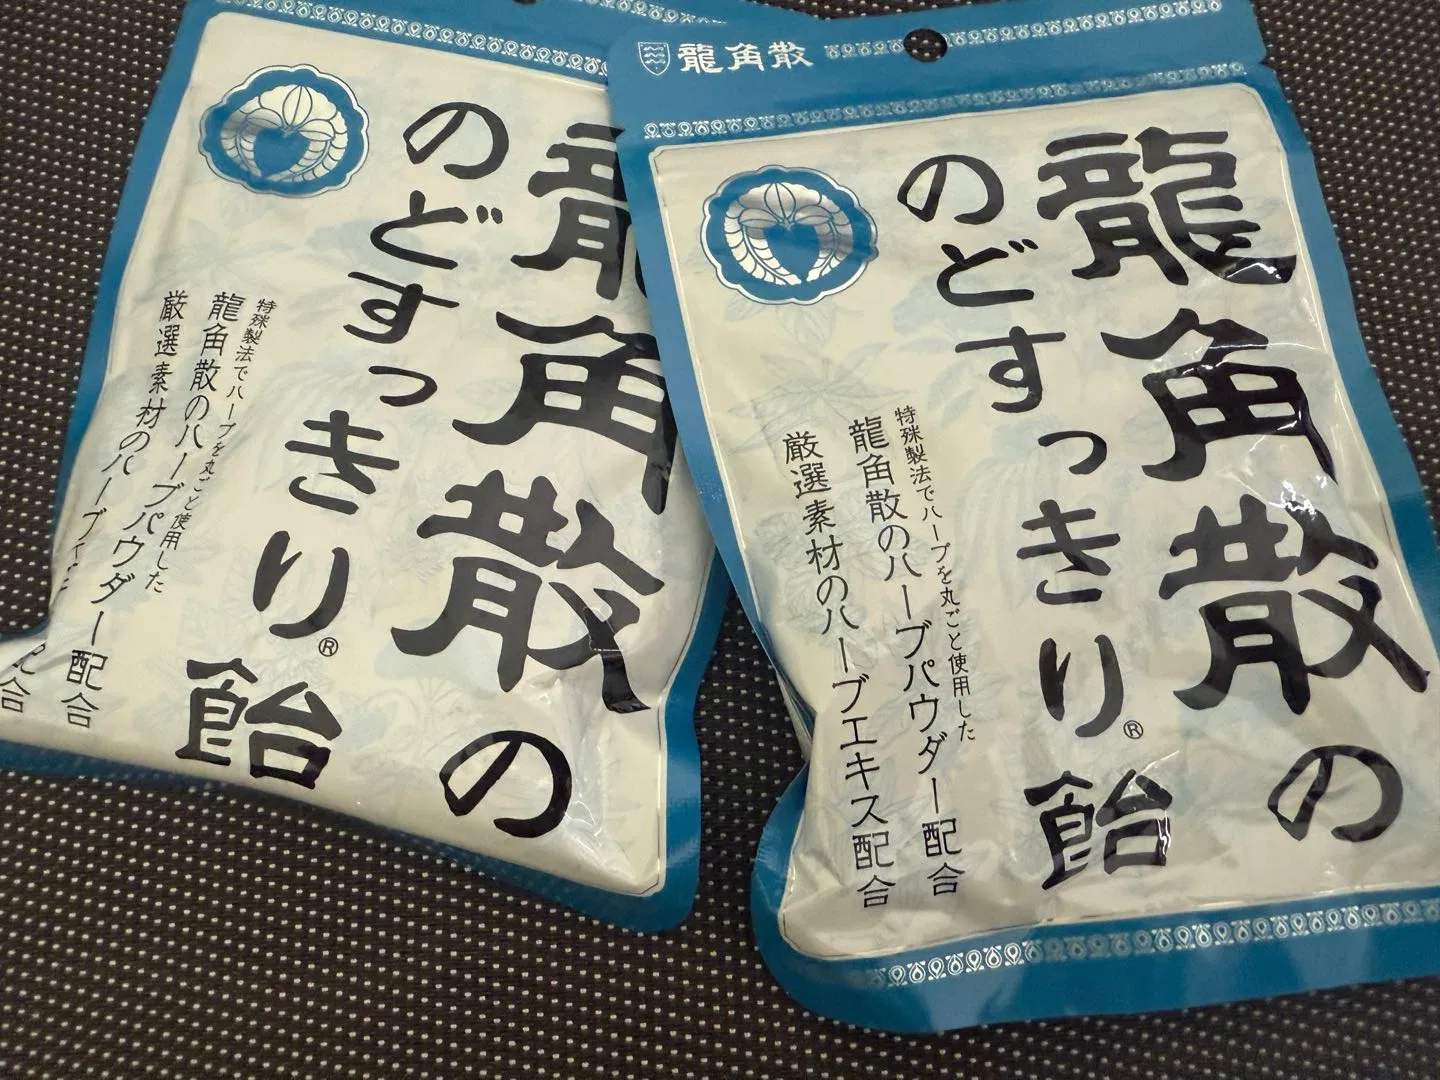 龍角散の
のどすっきり®飴
特殊製法でハーブを丸ごと使用した
龍角散のハーブパウダー配合
厳選素材のハーブ
配合
龍角散
龍角散の
のどすっきり®飴
特殊製法でハーブを丸ごと使用した
龍角散のハーブパウダー配合
厳選素材のハーブエキス配合